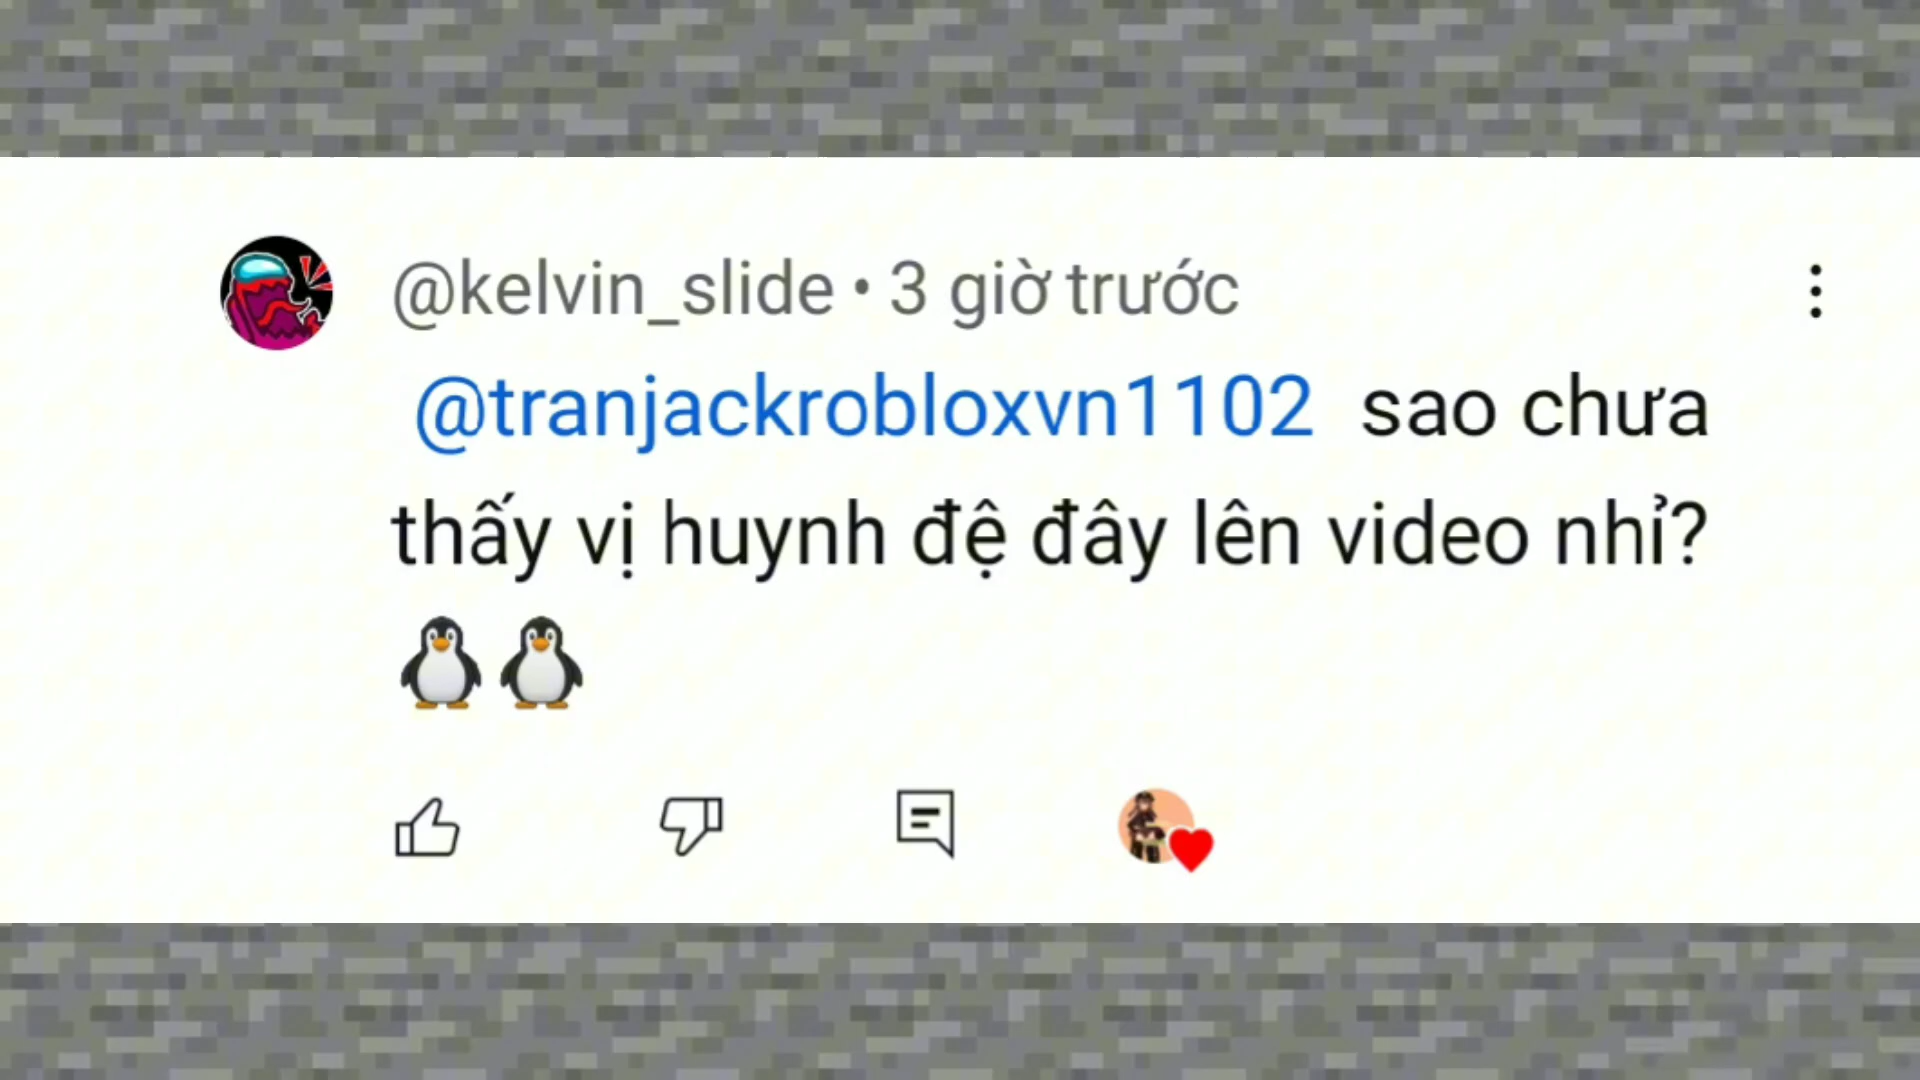 @kelvin_slide • 3 giờ trước
@tranjackrobloxvn1102 sao chưa
thấy vị huynh đệ đây lên video nhỉ?
🐧🐧